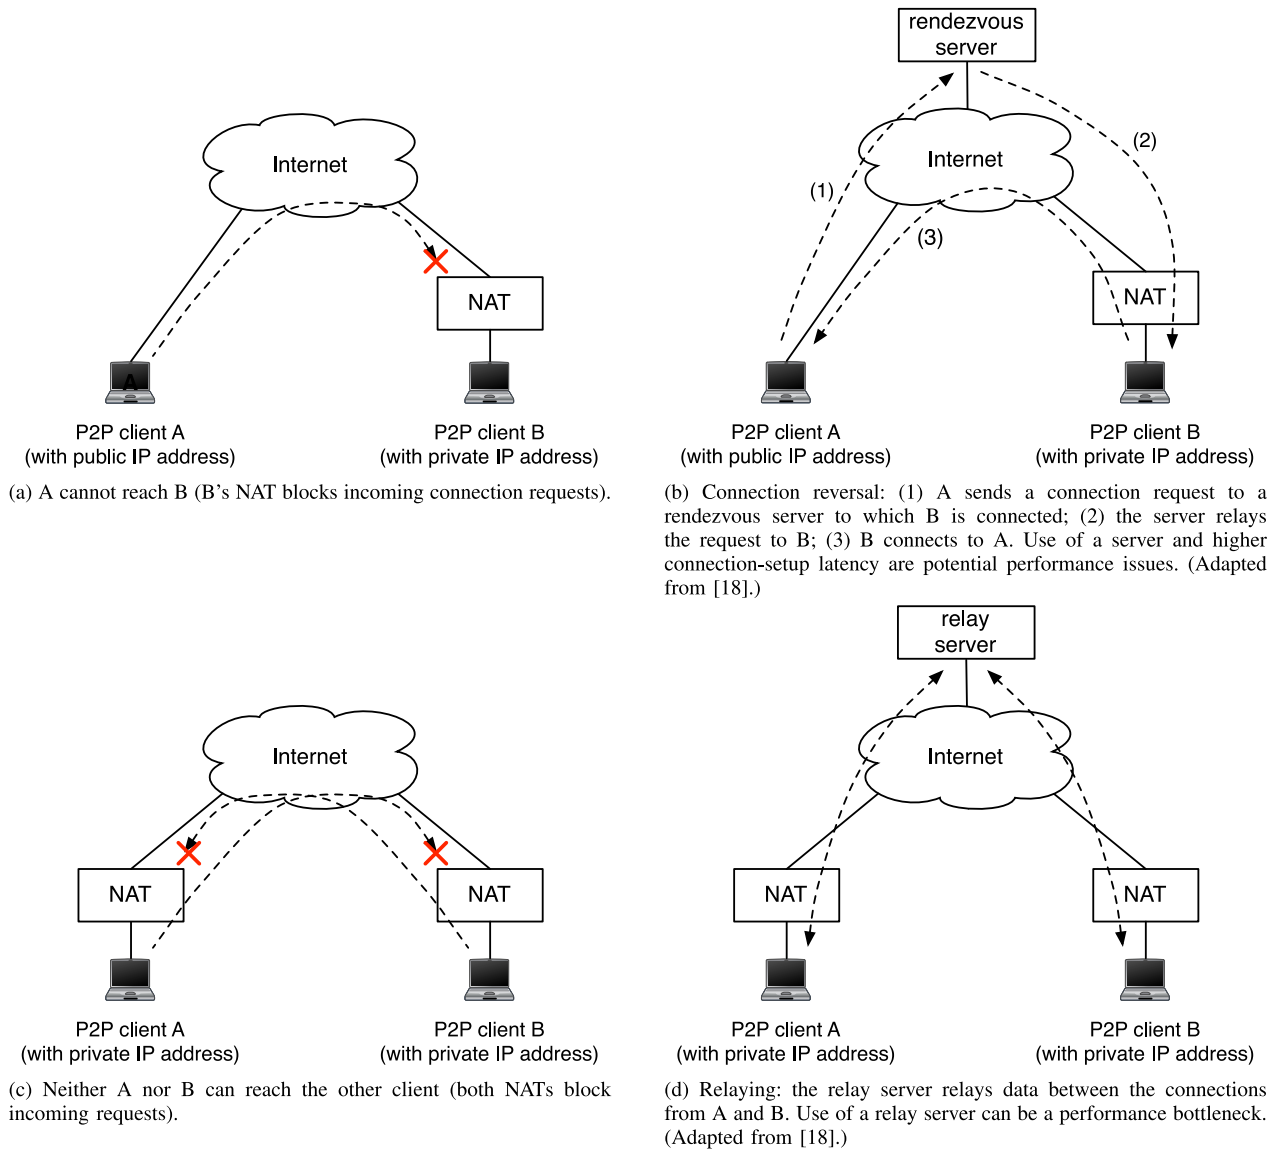 Internet
NAT
A
P2P client A
(with public IP address)
P2P client B
(with private IP address)
(a) A cannot reach B (B's NAT blocks incoming connection requests).
rendezvous
server
Internet
(1)
(2)
(3)
NAT
P2P client A
(with public IP address)
P2P client B
(with private IP address)
(b) Connection reversal: (1) A sends a connection request to a
rendezvous server to which B is connected; (2) the server relays
the request to B; (3) B connects to A. Use of a server and higher
connection-setup latency are potential performance issues. (Adapted
from [18].)
Internet
NAT
NAT
P2P client A
(with private IP address)
P2P client B
(with private IP address)
(c) Neither A nor B can reach the other client (both NATs block
incoming requests).
relay
server
Internet
NAT
NAT
P2P client A
(with private IP address)
P2P client B
(with private IP address)
(d) Relaying: the relay server relays data between the connections
from A and B. Use of a relay server can be a performance bottleneck.
(Adapted from [18].)